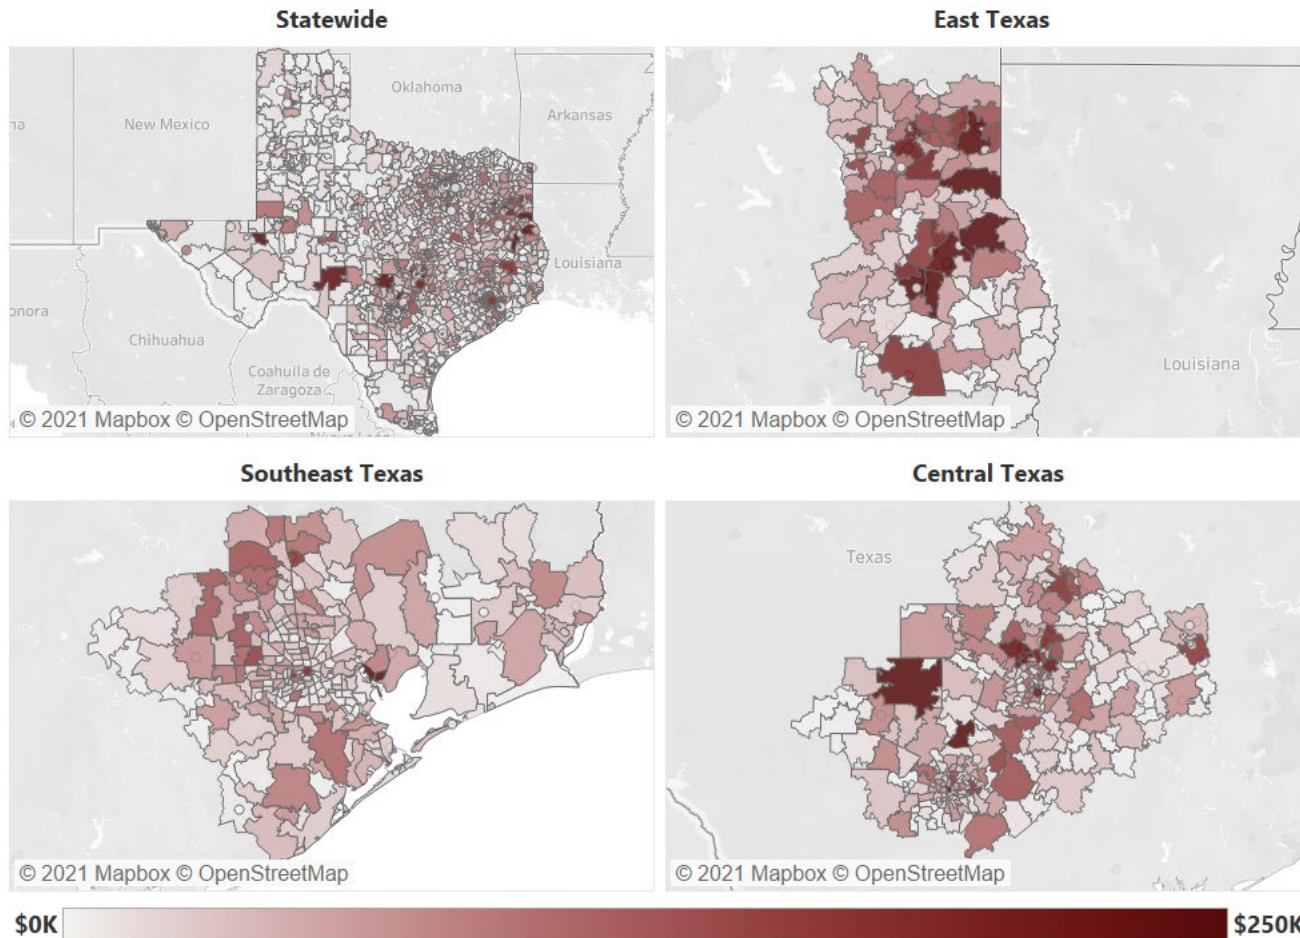 Statewide
East Texas
Oklahoma
New Mexico
Arkansas
Louisiana
Chihuahua
Coahuila de
Zaragoza
© 2021 Mapbox © OpenStreetMap
Louisiana
© 2021 Mapbox © OpenStreetMap
Southeast Texas
Central Texas
© 2021 Mapbox © OpenStreetMap
Texas
© 2021 Mapbox © OpenStreetMap
$0K
$250K